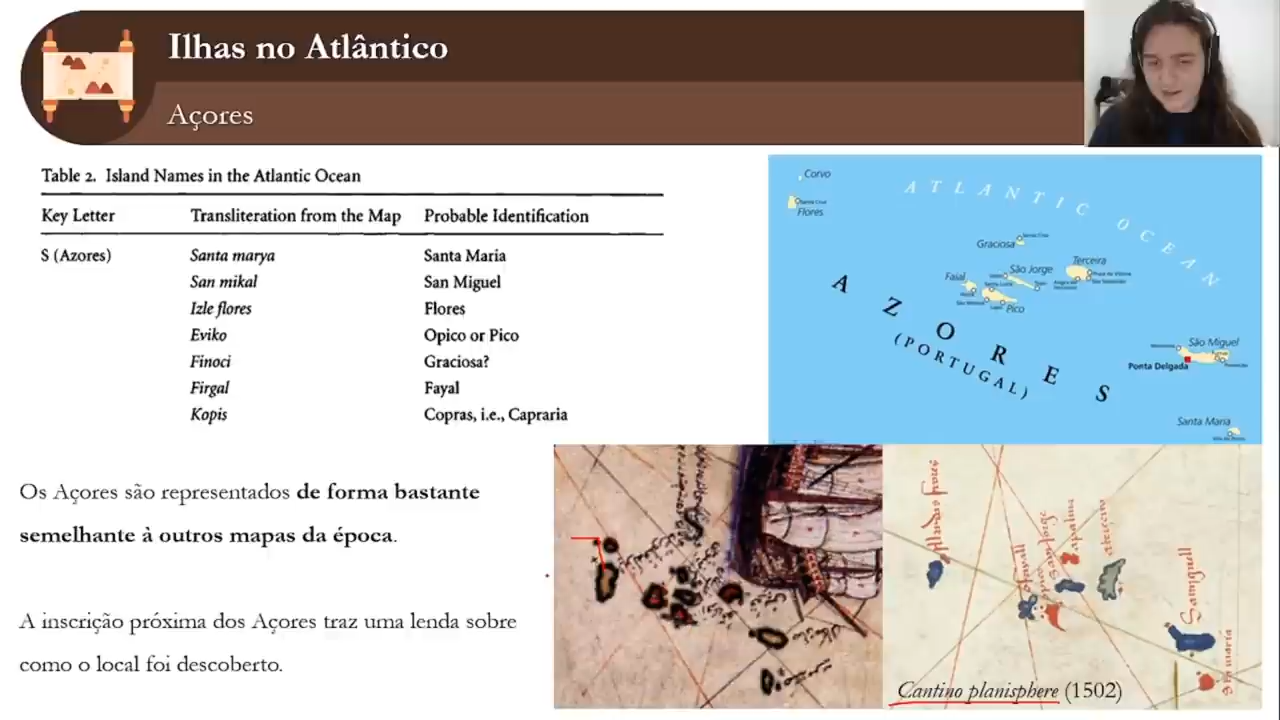 Ilhas no Atlântico
Açores
Table 2. Island Names in the Atlantic Ocean
Key Letter Transliteration from the Map Probable Identification
S (Azores) Santa marya Santa Maria
San mikal San Miguel
Izle flores Flores
Eviko Opico or Pico
Finoci Graciosa?
Firgal Fayal
Kopis Copras, i.e., Capraria
Os Açores são representados de forma bastante
semelhante à outros mapas da época.
A inscrição próxima dos Açores traz uma lenda sobre
como o local foi descoberto.
Corvo
Santa Cruz
Flores
ATLANTIC OCEAN
Graciosa
São Jorge
Terceira
Faial
Pico
AZORES
(PORTUGAL)
São Miguel
Ponta Delgada
Santa Maria
S
Cantino planisphere (1502)